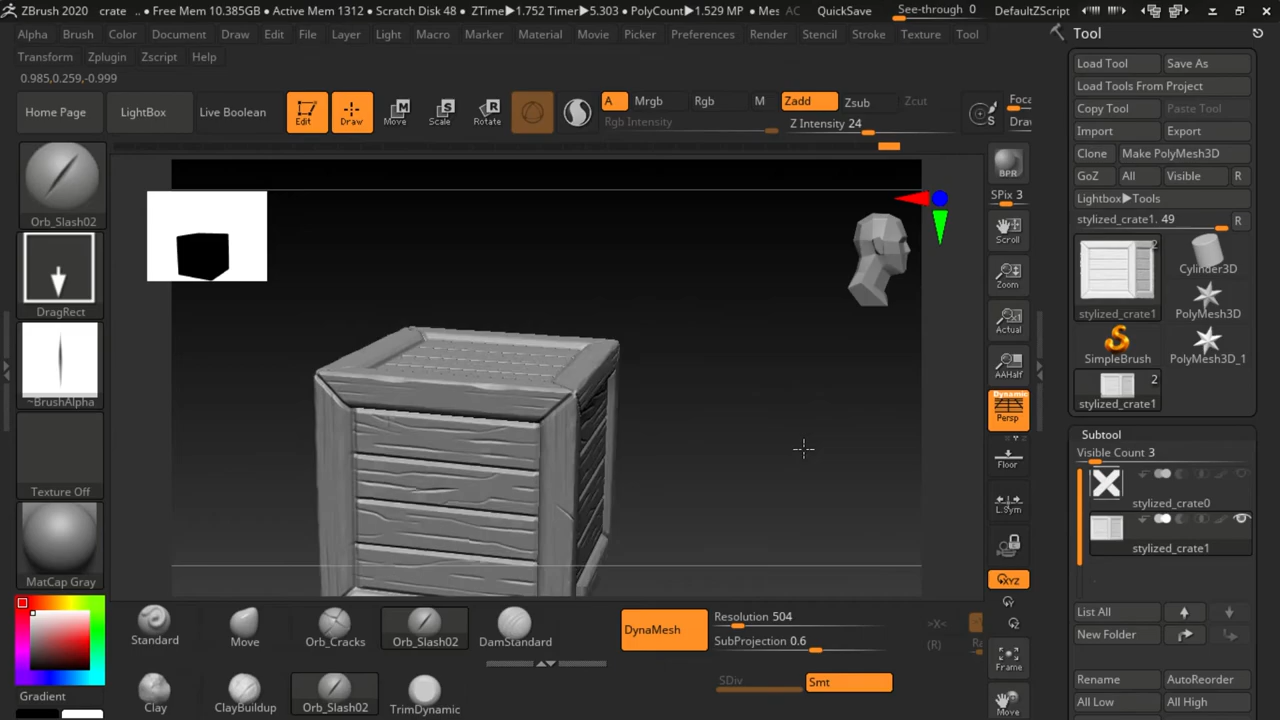 ZBrush 2020 crate .. ● Free Mem 10.385GB ● Active Mem 1312 ● Scratch Disk 48 ● ZTime▶1.752 Timer▶5.303 ● PolyCount▶1.529 MP ● Mes AC QuickSave See-through 0 DefaultZScript
Alpha Brush Color Document Draw Edit File Layer Light Macro Marker Material Movie Picker Preferences Render Stencil Stroke Texture Tool
Transform Zplugin Zscript Help
0.985,0.259,-0.999
Home Page LightBox Live Boolean Edit Draw Move Scale Rotate
A Mrgb Rgb M Zadd Zsub Zcut
Rgb Intensity Z Intensity 24
Foca
Draw
Orb_Slash02
DragRect
~BrushAlpha
Texture Off
MatCap Gray
Gradient
BPR
SPix 3
Scroll
Zoom
Actual
AAHalf
Dynamic
Persp
Floor
L.Sym
XYZ
Frame
Move
Tool
Load Tool Save As
Load Tools From Project
Copy Tool Paste Tool
Import Export
Clone Make PolyMesh3D
GoZ All Visible R
Lightbox▶Tools
stylized_crate1. 49 R
2
stylized_crate1
Cylinder3D
PolyMesh3D
SimpleBrush
PolyMesh3D_1
2
stylized_crate1
Subtool
Visible Count 3
stylized_crate0
stylized_crate1
List All
New Folder
Rename AutoReorder
All Low All High
Standard Move Orb_Cracks Orb_Slash02 DamStandard
Clay ClayBuildup Orb_Slash02 TrimDynamic
DynaMesh
Resolution 504
SubProjection 0.6
SDiv Smt
>X<
(R)